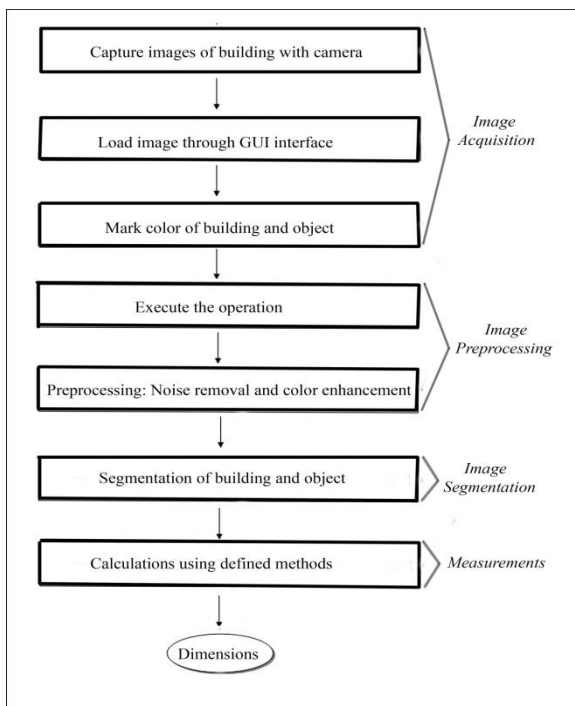 Capture images of building with camera
Load image through GUI interface
Mark color of building and object
Image
Acquisition
Execute the operation
Preprocessing: Noise removal and color enhancement
Image
Preprocessing
Segmentation of building and object
Image
Segmentation
Calculations using defined methods
Measurements
Dimensions